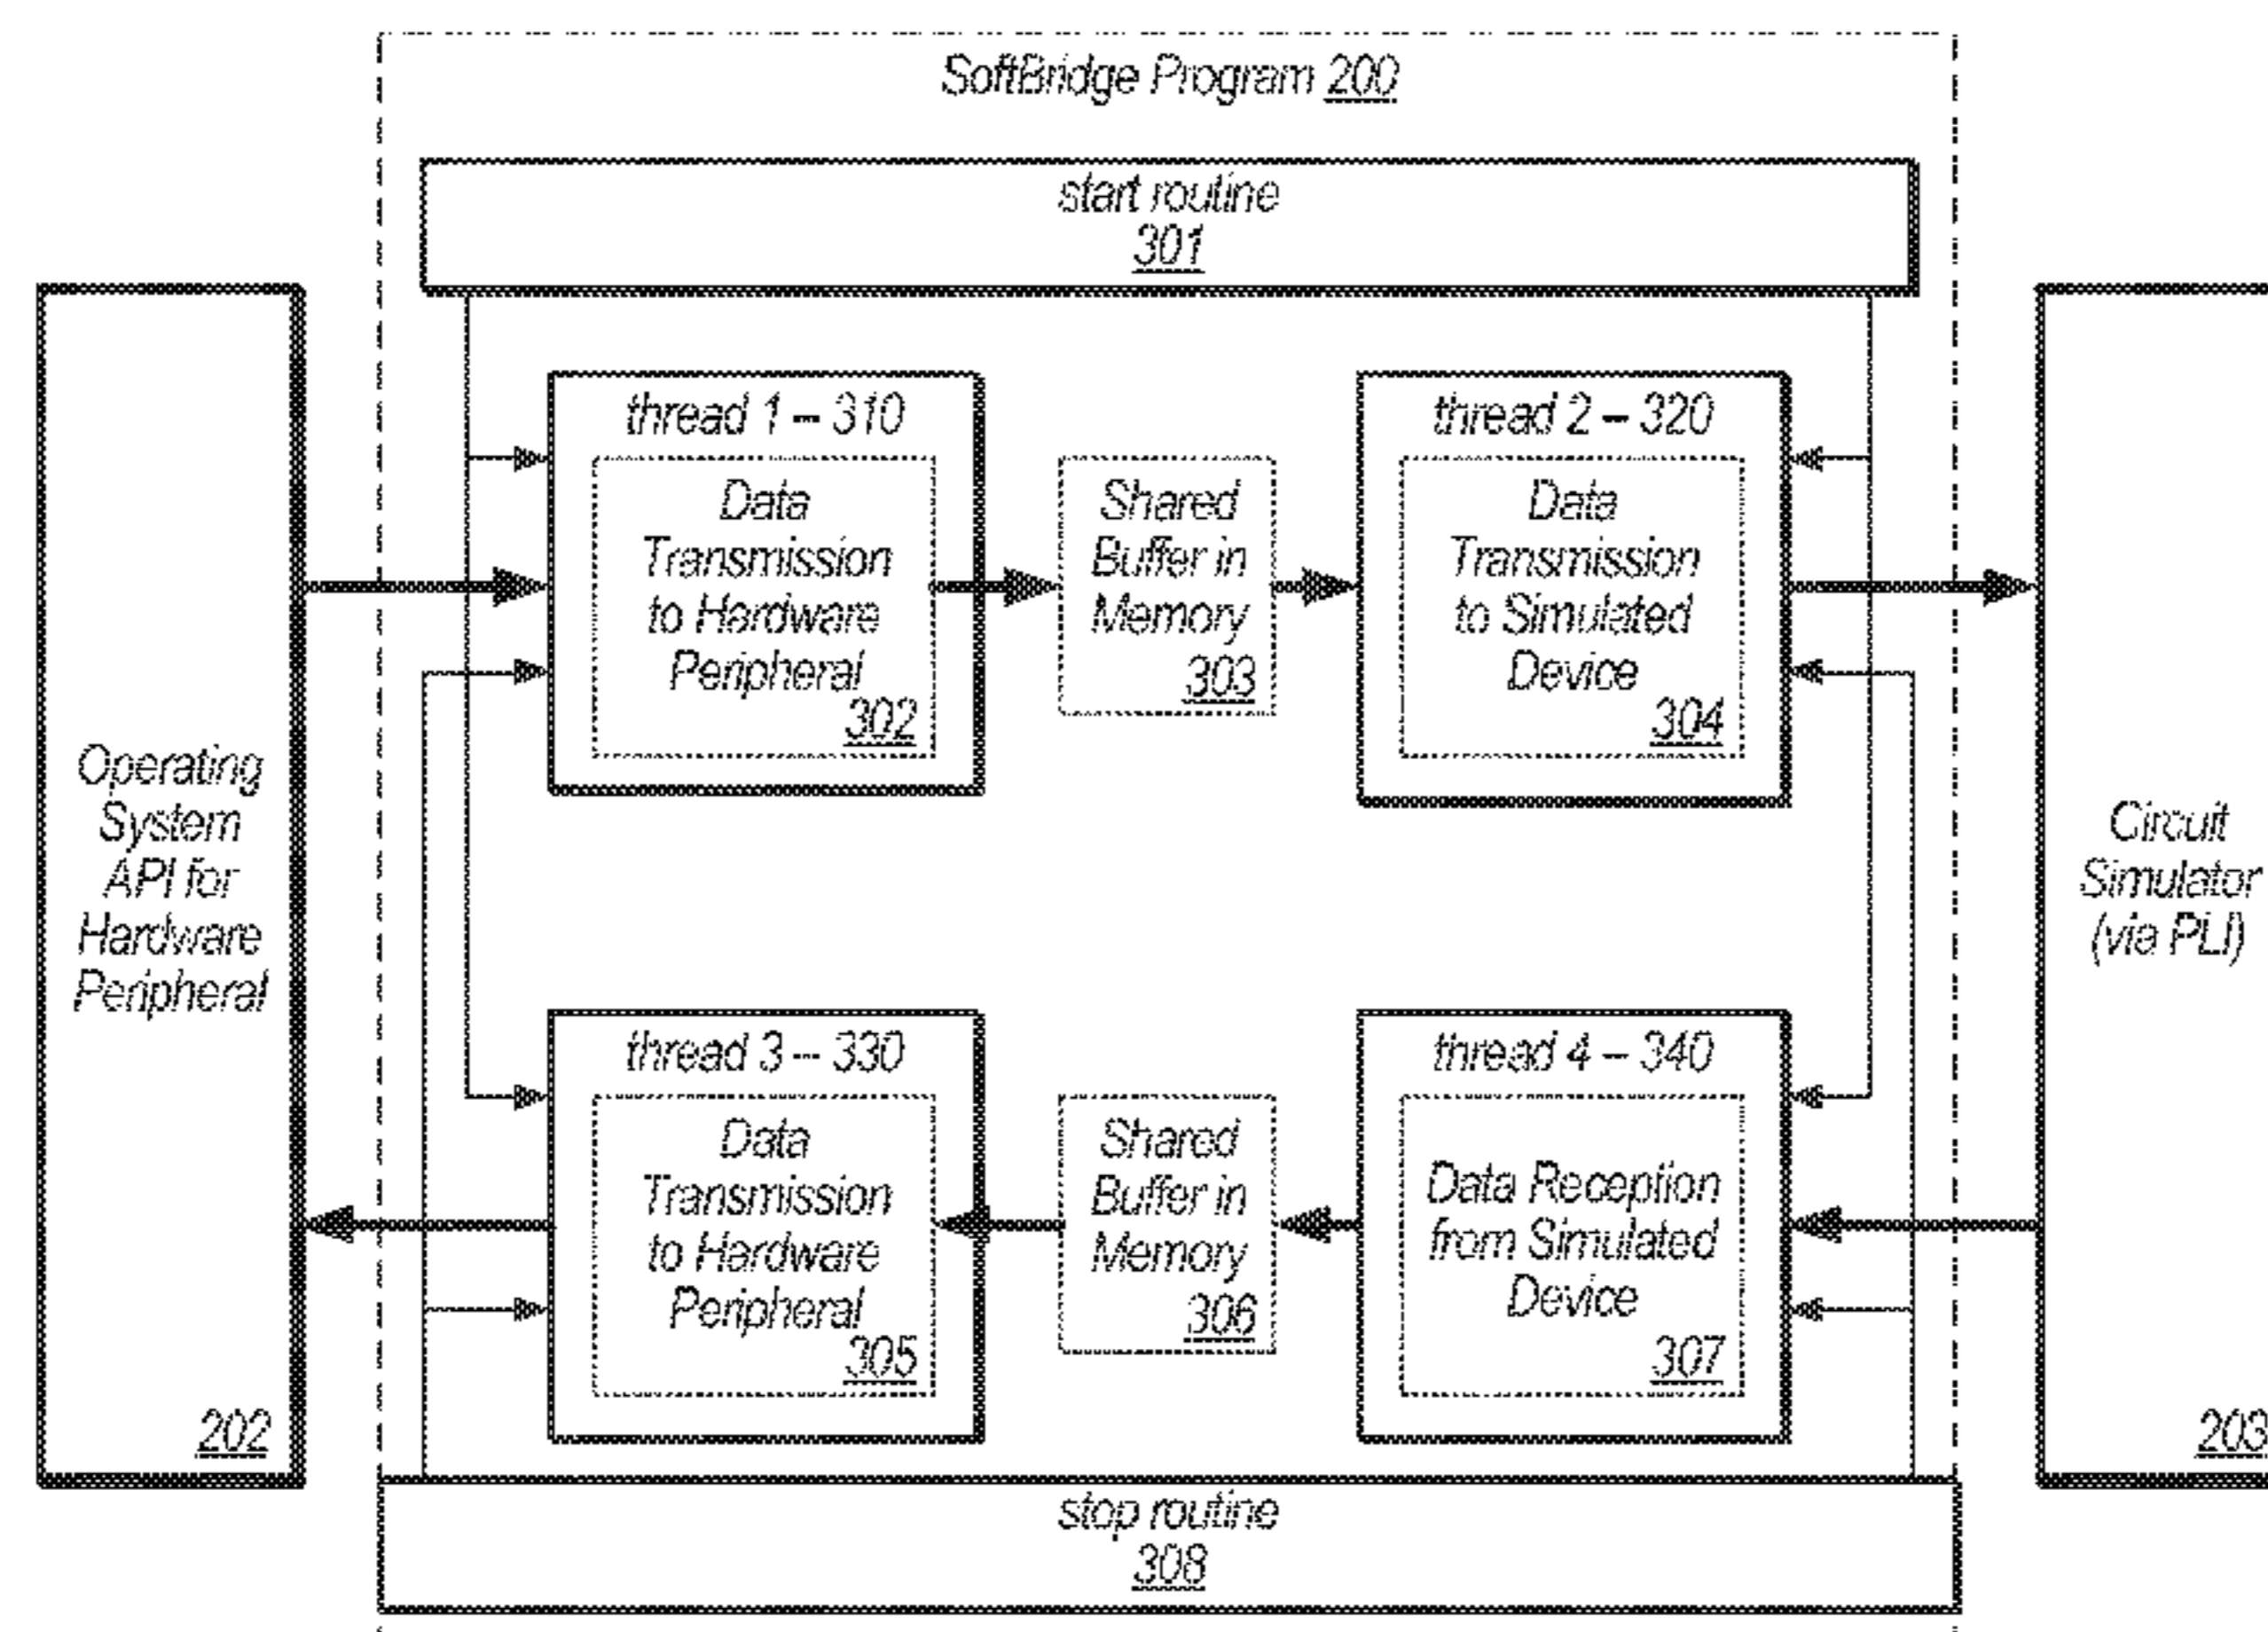 SoftBridge Program 200
start routine
301
thread 1 – 310
Data
Transmission
to Hardware
Peripheral
302
Shared
Buffer in
Memory
303
thread 2 – 320
Data
Transmission
to Simulated
Device
304
Operating
System
API for
Hardware
Peripheral
202
Circuit
Simulator
(via PLI)
203
thread 3 – 330
Data
Transmission
to Hardware
Peripheral
305
Shared
Buffer in
Memory
306
thread 4 – 340
Data Reception
from Simulated
Device
307
stop routine
308